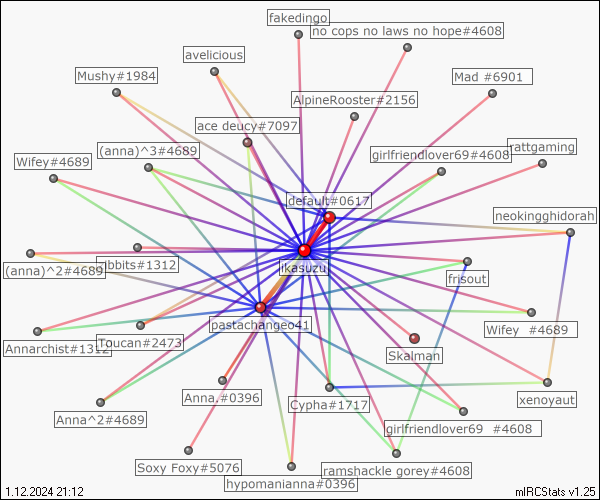 fakedingo
no cops no laws no hope#4608
avelicious
Mushy#1984
Mad #6901
AlpineRooster#2156
ace deucy#7097
(anna)^3#4689
girlfriendlover69#4608
rattgaming
Wifey#4689
default#0617
neokingghidorah
ikasuzu
(anna)^2#4689
ribbits#1312
frisout
pastachangeo41
Wifey #4689
Annarchist#1312
Toucan#2473
Skalman
Anna,#0396
Cypha#1717
xenoyaut
Anna^2#4689
girlfriendlover69 #4608
Soxy Foxy#5076
ramshackle gorey#4608
hypomanianna#0396
1.12.2024 21:12
mIRCStats v1.25